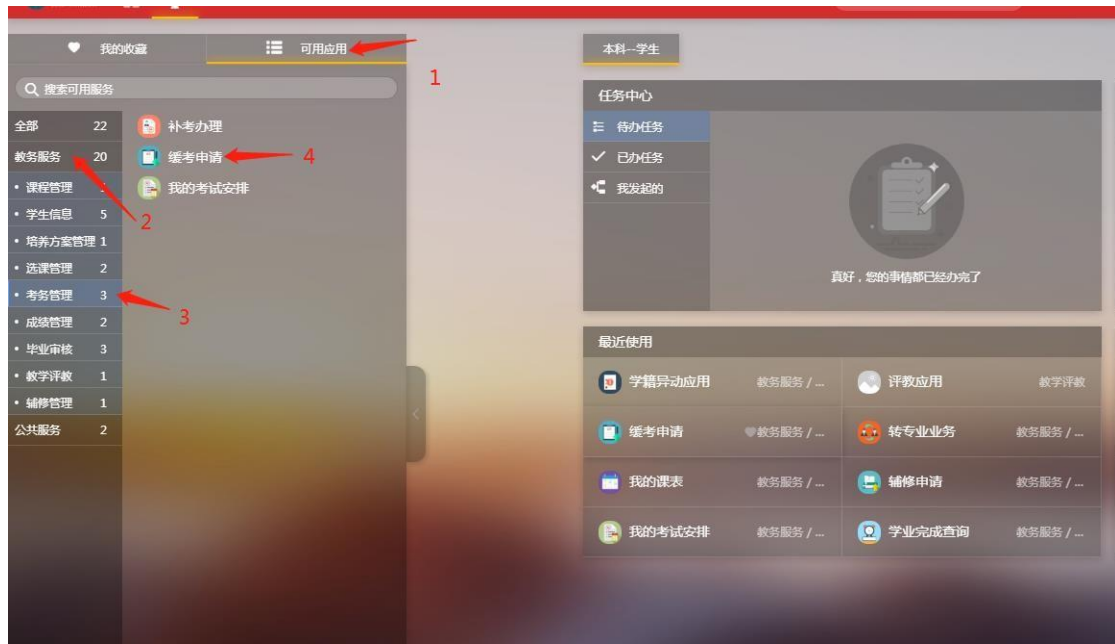 我的收藏 可用应用
1
搜索可用服务
全部 22
教务服务 20
• 课程管理
• 学生信息 5
• 培养方案管理 1
• 选课管理 2
• 考务管理 3
• 成绩管理 2
• 毕业审核 3
• 教学评教 1
• 辅修管理 1
公共服务 2
补考办理
缓考申请
4
我的考试安排
2
3
本科--学生
任务中心
待办任务
已办任务
我发起的
真好，您的事情都已经办完了
最近使用
学籍异动应用 教务服务 / ... 评教应用 教学评教
缓考申请 教务服务 / ... 转专业业务 教务服务 / ...
我的课表 教务服务 / ... 辅修申请 教务服务 / ...
我的考试安排 教务服务 / ... 学业完成查询 教务服务 / ...